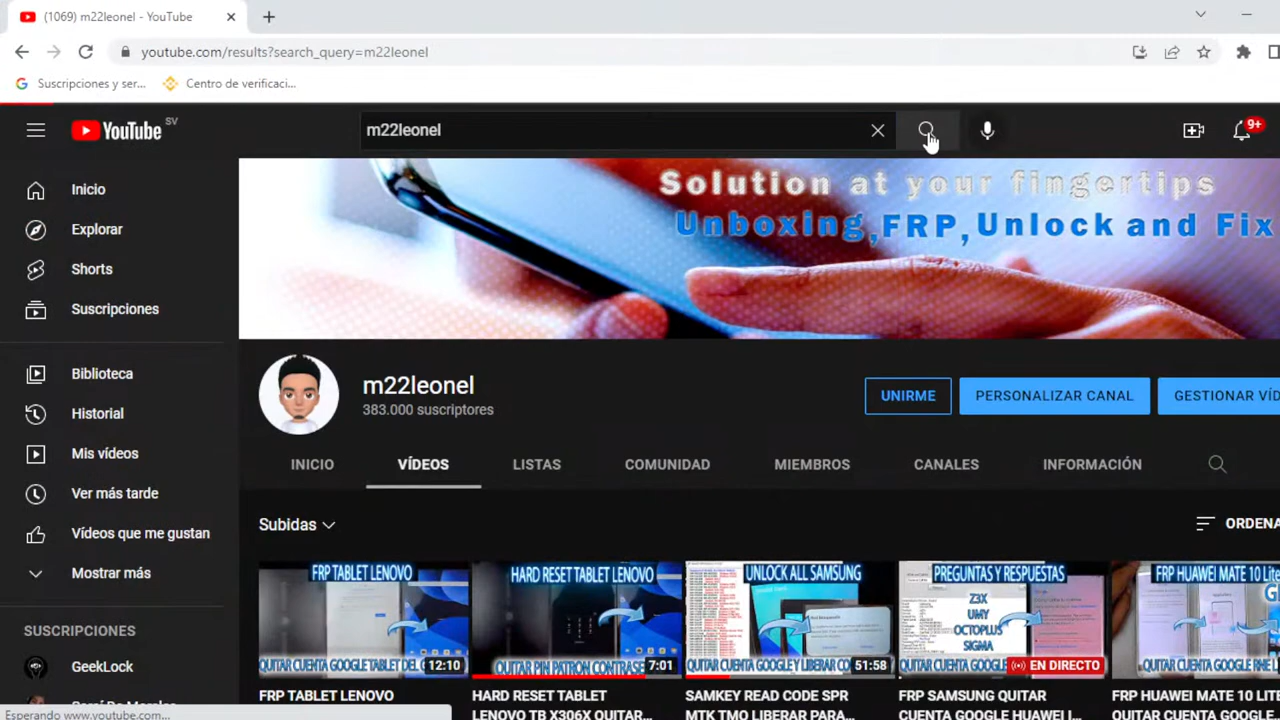 (1069) m22leonel - YouTube
youtube.com/results?search_query=m22leonel
Suscripciones y ser...
Centro de verificaci...
YouTube SV
m22leonel
9+
Inicio
Explorar
Shorts
Suscripciones
Biblioteca
Historial
Mis vídeos
Ver más tarde
Vídeos que me gustan
Mostrar más
SUSCRIPCIONES
GeekLock
Solution at your fingertips
Unboxing,FRP,Unlock and Fix
m22leonel
383.000 suscriptores
UNIRME
PERSONALIZAR CANAL
GESTIONAR VÍD
INICIO
VÍDEOS
LISTAS
COMUNIDAD
MIEMBROS
CANALES
INFORMACIÓN
Subidas
ORDENA
FRP TABLET LENOVO
QUITAR CUENTA GOOGLE TABLET DEL
12:10
FRP TABLET LENOVO
HARD RESET TABLET LENOVO
QUITAR PIN PATRÓN CONTRASE
7:01
HARD RESET TABLET
LENOVO TB X306X QUITAR...
UNLOCK ALL SAMSUNG
QUITAR CUENTA GOOGLE Y LIBERAR CO
51:58
SAMKEY READ CODE SPR
MTK TMO LIBERAR PARA...
PREGUNTAS Y RESPUESTAS
Z3X
UMY
OCTOPLUS
SIGMA
QUITAR CUENTA GOOGLE
EN DIRECTO
FRP SAMSUNG QUITAR
GOOGLE HUAWEI I...
FRP HUAWEI MATE 10 Lite
QUITAR CUENTA GOOGLE RNE L
FRP HUAWEI MATE 10
LITE QUITAR CUENTA
Esperando www.youtube.com...